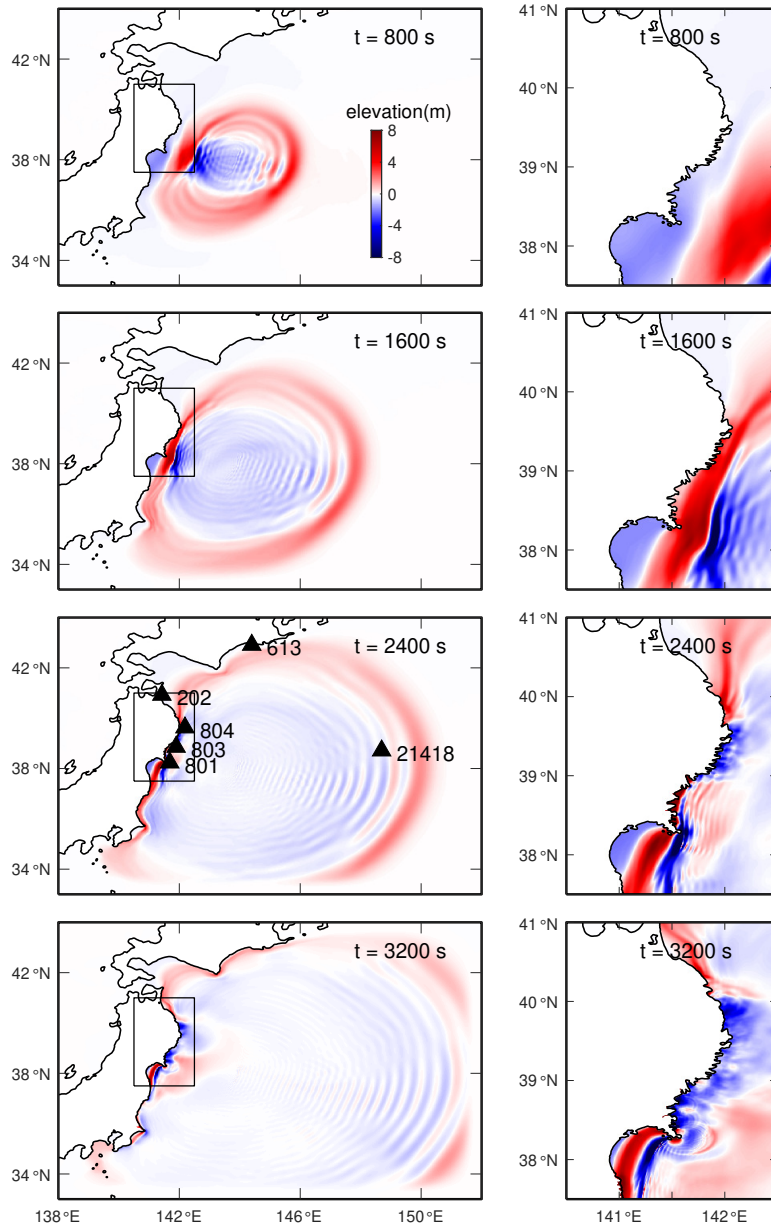 42°N
38°N
34°N
t = 800 s
elevation(m)
8
4
0
-4
-8
41°N
40°N
39°N
38°N
t = 800 s
42°N
38°N
34°N
t = 1600 s
41°N
40°N
39°N
38°N
t = 1600 s
42°N
38°N
34°N
t = 2400 s
613
202
804
803
801
21418
41°N
40°N
39°N
38°N
t = 2400 s
42°N
38°N
34°N
t = 3200 s
138°E
142°E
146°E
150°E
41°N
40°N
39°N
38°N
t = 3200 s
141°E
142°E